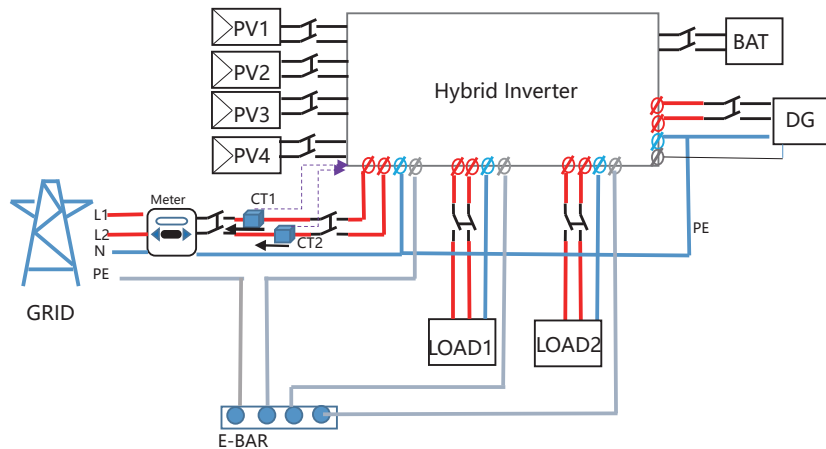 PV1
PV2
PV3
PV4
Hybrid Inverter
BAT
DG
Meter
CT1
CT2
L1
L2
N
PE
PE
GRID
LOAD1
LOAD2
E-BAR